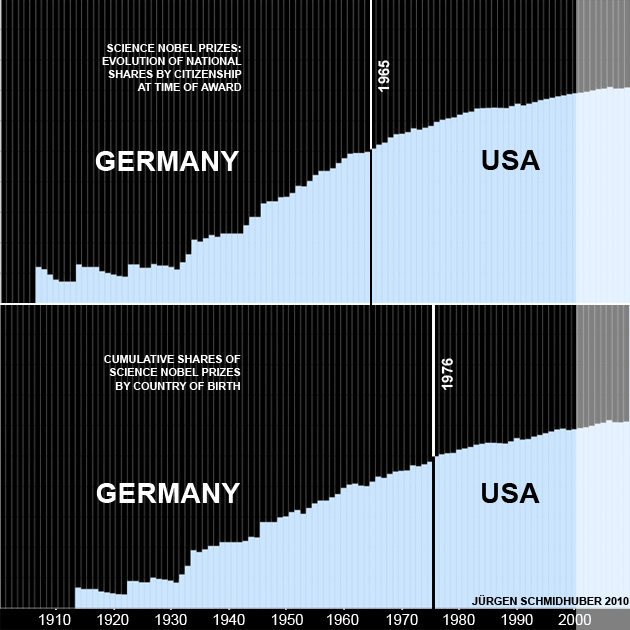 SCIENCE NOBEL PRIZES:
EVOLUTION OF NATIONAL
SHARES BY CITIZENSHIP
AT TIME OF AWARD
1965
GERMANY
USA
CUMULATIVE SHARES OF
SCIENCE NOBEL PRIZES
BY COUNTRY OF BIRTH
1976
GERMANY
USA
JÜRGEN SCHMIDHUBER 2010
1910 1920 1930 1940 1950 1960 1970 1980 1990 2000